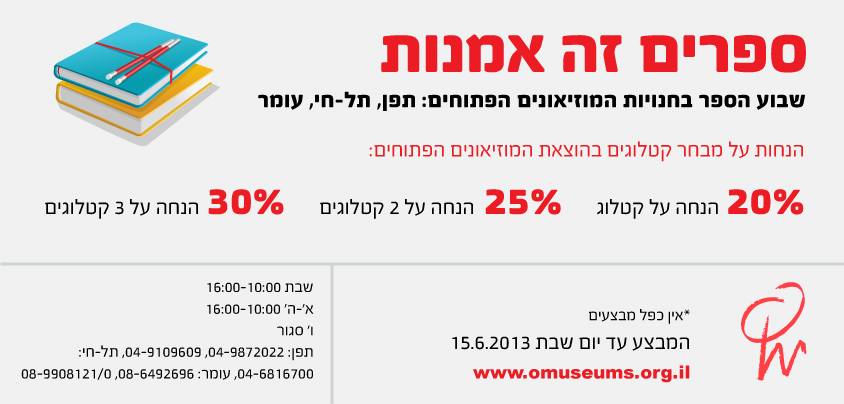 ספרים זה אמנות
שבוע הספר בחנויות המוזיאונים הפתוחים: תפן, תל-חי, עומר
הנחות על מבחר קטלוגים בהוצאת המוזיאונים הפתוחים:
20% הנחה על קטלוג
25% הנחה על 2 קטלוגים
30% הנחה על 3 קטלוגים
*אין כפל מבצעים
המבצע עד יום שבת 15.6.2013
www.omuseums.org.il
שבת 16:00-10:00
א'-ה' 16:00-10:00
ו' סגור
תפן: 04-9872022, 04-9109609, תל-חי:
04-6816700, עומר: 08-6492696, 08-9908121/0